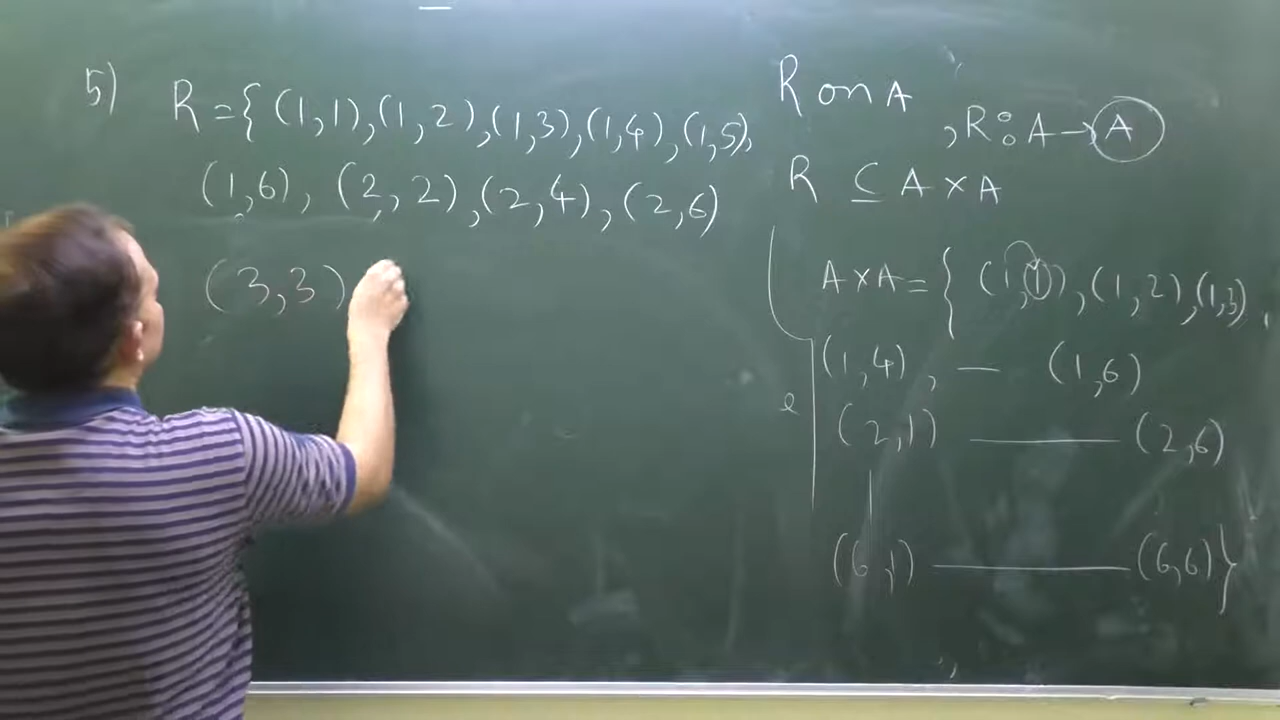 5) R = { (1,1), (1,2), (1,3), (1,4), (1,5),
(1,6), (2,2), (2,4), (2,6)
(3,3)
R on A
, R : A → A
R ⊆ A × A
A × A = { (1,1), (1,2), (1,3),
(1,4), — (1,6)
(2,1) — (2,6)
(6,1) — (6,6) }